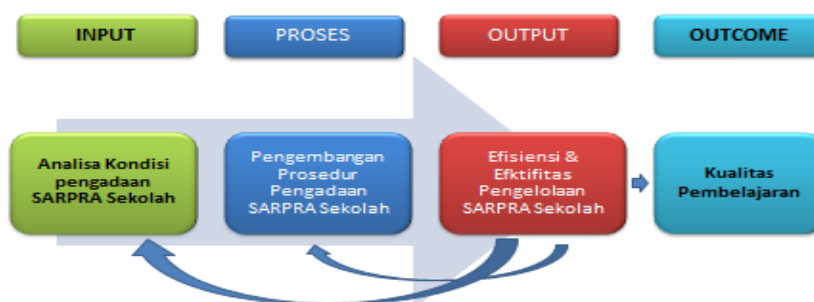 INPUT
PROSES
OUTPUT
OUTCOME
Analisa Kondisi
pengadaan
SARPRA Sekolah
Pengembangan
Prosedur
Pengadaan
SARPRA Sekolah
Efisiensi &
Efktifitas
Pengelolaan
SARPRA Sekolah
Kualitas
Pembelajaran